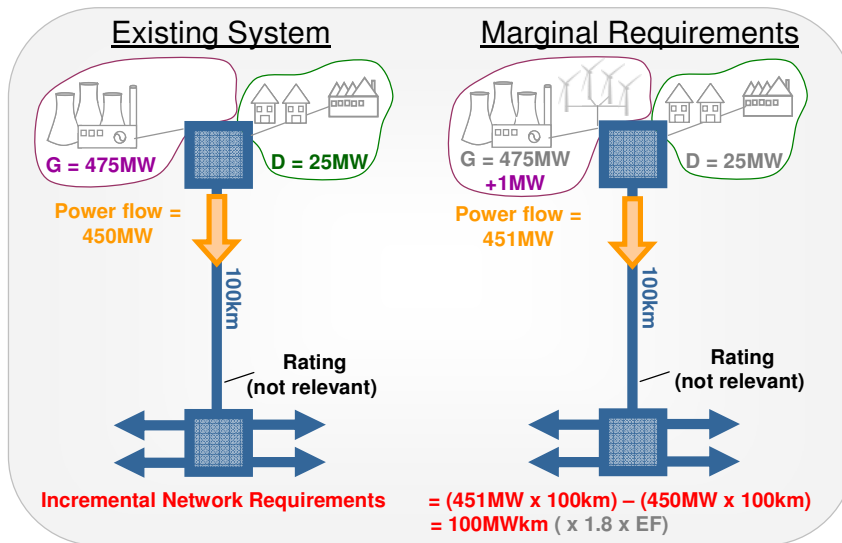 Existing System
G = 475MW
D = 25MW
Power flow =
450MW
100km
Rating
(not relevant)
Marginal Requirements
G = 475MW
+1MW
D = 25MW
Power flow =
451MW
100km
Rating
(not relevant)
Incremental Network Requirements = (451MW x 100km) – (450MW x 100km)
= 100MWkm ( x 1.8 x EF)